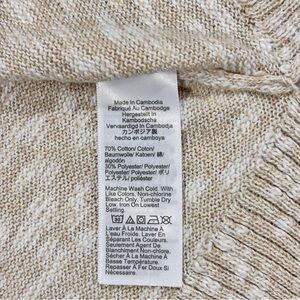 Made In Cambodia
Fabriqué Au Cambodge
Hergestellt In
Kambodscha
Vervaardigd In Cambodja
カンボジア製
hecho en camboya
70% Cotton/ Coton/
Baumwolle/ Katoen/ 綿/
algodón
30% Polyester/ Polyester/
Polyester/ Polyester/ ポリ
エステル/ poliéster
Machine Wash Cold. With
Like Colors. Non-chlorine
Bleach Only. Tumble Dry
Low. Iron On Lowest
Setting.
Laver À La Machine À
L'eau Froide. Laver En
Séparant Les Couleurs.
Seulement Agent De
Blanchiment Non-Chloré.
Sécher À La Machine À
Basse Température.
Repasser À Fer Doux Si
Nécessaire.